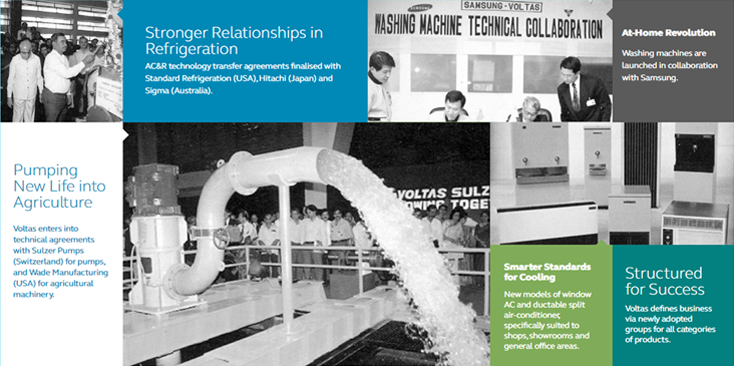 Stronger Relationships in
Refrigeration
AC&R technology transfer agreements finalised with
Standard Refrigeration (USA), Hitachi (Japan) and
Sigma (Australia).
SAMSUNG-VOLTAS
WASHING MACHINE TECHNICAL COLLABORATION
At-Home Revolution
Washing machines are
launched in collaboration
with Samsung.
Pumping
New Life into
Agriculture
Voltas enters into
technical agreements
with Sulzer Pumps
(Switzerland) for pumps,
and Wade Manufacturing
(USA) for agricultural
machinery.
VOLTAS SULZ
OWING TOGE
Smarter Standards
for Cooling
New models of window
AC and ductable split
air-conditioner,
specifically suited to
shops, showrooms and
general office areas.
Structured
for Success
Voltas defines business
via newly adopted
groups for all categories
of products.